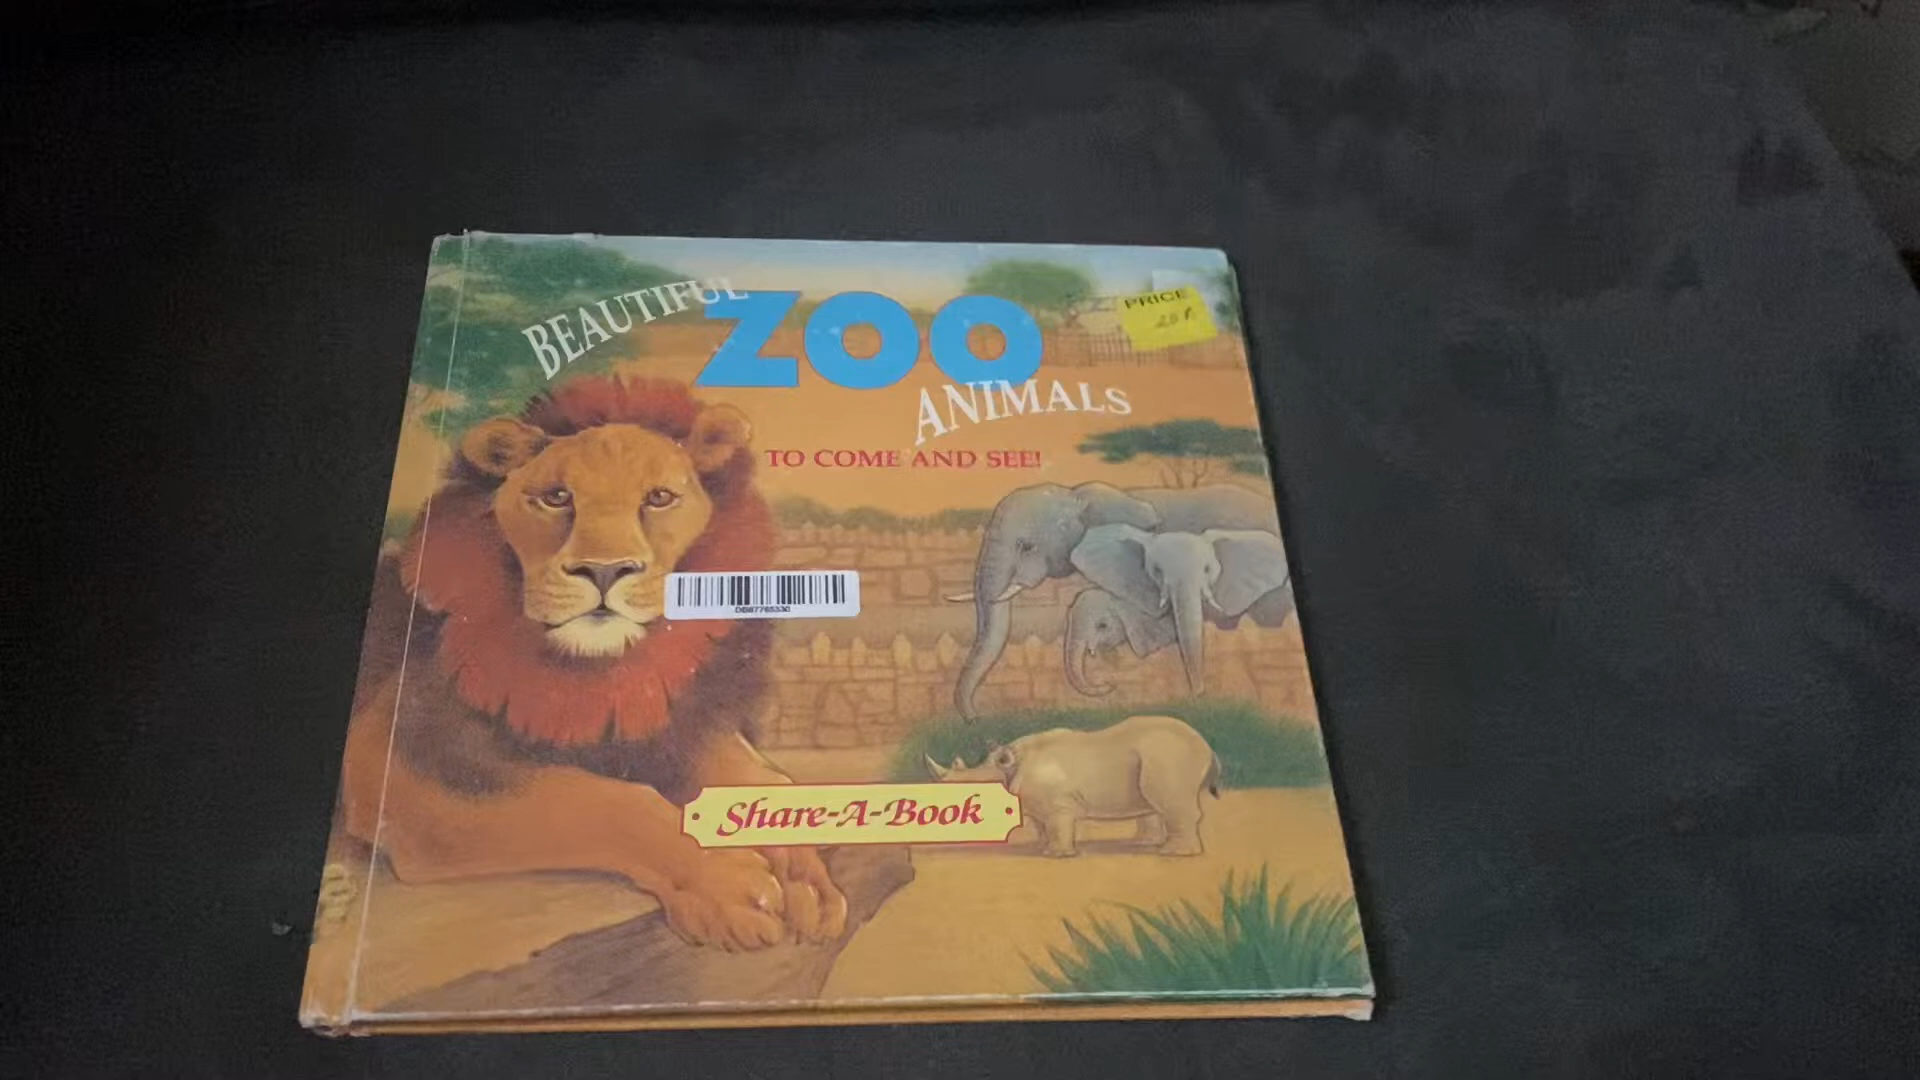 BEAUTIFUL
ZOO
ANIMALS
TO COME AND SEE!
PRICE
Share-A-Book